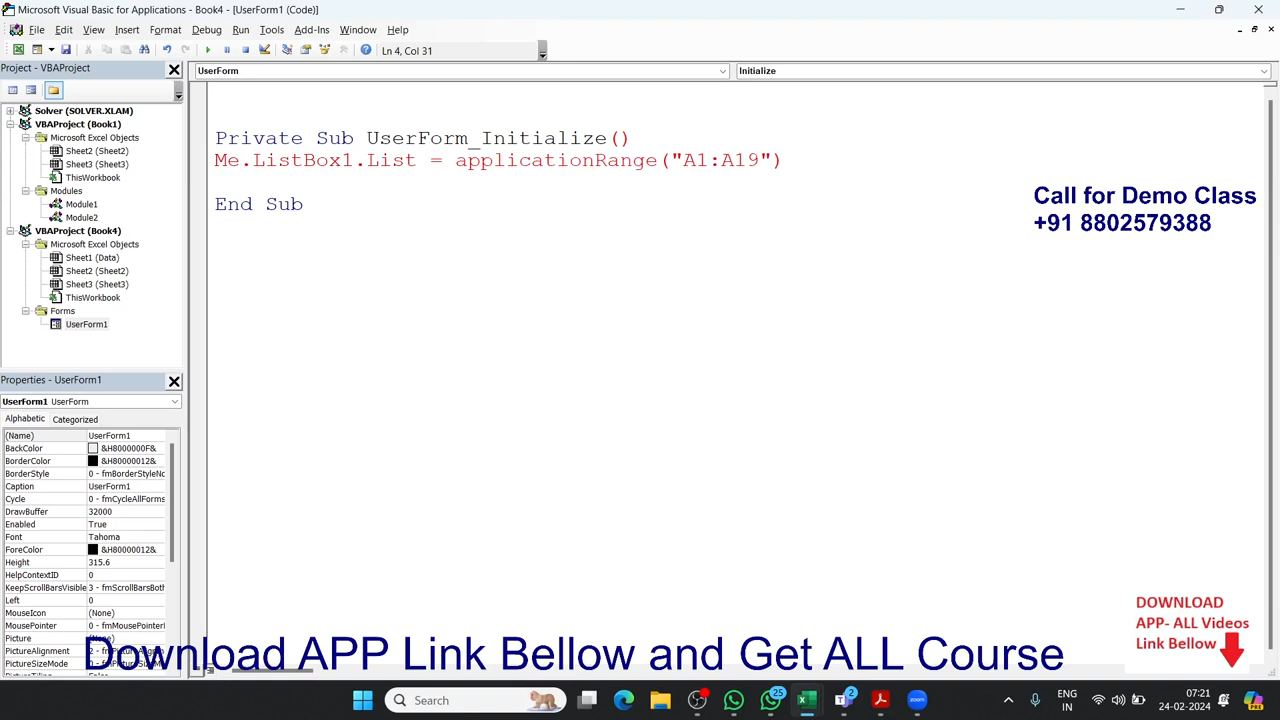 Microsoft Visual Basic for Applications - Book4 - [UserForm1 (Code)]
File Edit View Insert Format Debug Run Tools Add-Ins Window Help
Ln 4, Col 31
Project - VBAProject
UserForm
Initialize
Solver (SOLVER.XLAM)
VBAProject (Book1)
Microsoft Excel Objects
Sheet2 (Sheet2)
Sheet3 (Sheet3)
ThisWorkbook
Modules
Module1
Module2
VBAProject (Book4)
Microsoft Excel Objects
Sheet1 (Data)
Sheet2 (Sheet2)
Sheet3 (Sheet3)
ThisWorkbook
Forms
UserForm1
Private Sub UserForm_Initialize()
Me.ListBox1.List = applicationRange("A1:A19")
End Sub
Call for Demo Class
+91 8802579388
Properties - UserForm1
UserForm1 UserForm
Alphabetic Categorized
(Name) UserForm1
BackColor &H8000000F&
BorderColor &H80000012&
BorderStyle 0 - fmBorderStyleNo
Caption UserForm1
Cycle 0 - fmCycleAllForms
DrawBuffer 32000
Enabled True
Font Tahoma
ForeColor &H80000012&
Height 315.6
HelpContextID 0
KeepScrollBarsVisible 3 - fmScrollBarsBoth
Left 0
MouseIcon (None)
MousePointer 0 - fmMousePointerI
Picture (None)
PictureAlignment
PictureSizeMode
DOWNLOAD
APP- ALL Videos
Link Bellow
Download APP Link Bellow and Get ALL Course
Search
25
2
zoom
ENG
IN
07:21
24-02-2024